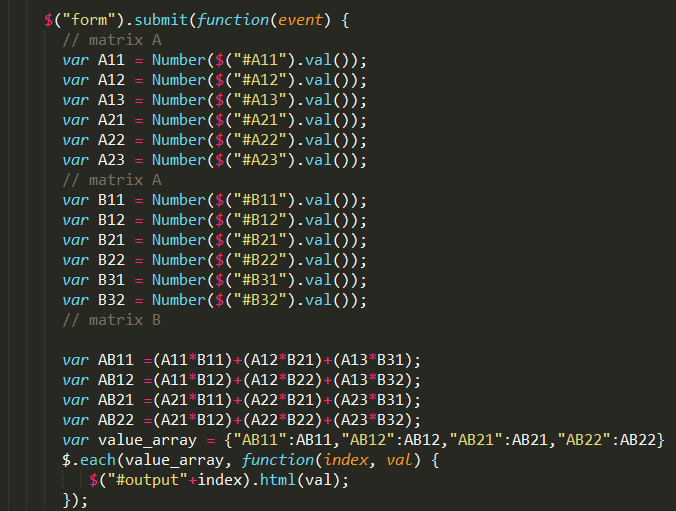 $("form").submit(function(event) {
// matrix A
var A11 = Number($("#A11").val());
var A12 = Number($("#A12").val());
var A13 = Number($("#A13").val());
var A21 = Number($("#A21").val());
var A22 = Number($("#A22").val());
var A23 = Number($("#A23").val());
// matrix A
var B11 = Number($("#B11").val());
var B12 = Number($("#B12").val());
var B21 = Number($("#B21").val());
var B22 = Number($("#B22").val());
var B31 = Number($("#B31").val());
var B32 = Number($("#B32").val());
// matrix B
var AB11 =(A11*B11)+(A12*B21)+(A13*B31);
var AB12 =(A11*B12)+(A12*B22)+(A13*B32);
var AB21 =(A21*B11)+(A22*B21)+(A23*B31);
var AB22 =(A21*B12)+(A22*B22)+(A23*B32);
var value_array = {"AB11":AB11,"AB12":AB12,"AB21":AB21,"AB22":AB22}
$.each(value_array, function(index, val) {
$("#output"+index).html(val);
});